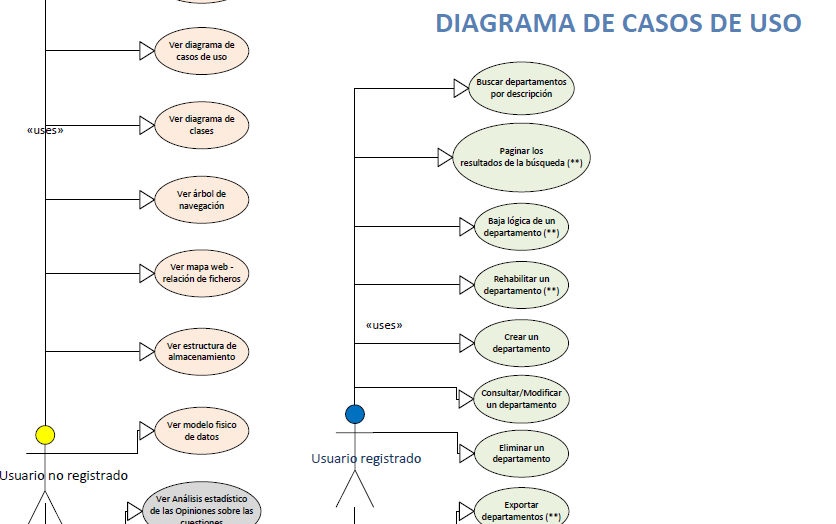 DIAGRAMA DE CASOS DE USO
Ver diagrama de
casos de uso
«uses»
Ver diagrama de
clases
Ver árbol de
navegación
Ver mapa web -
relación de ficheros
Ver estructura de
almacenamiento
Ver modelo fisico
de datos
Usuario no registrado
Ver Análisis estadístico
de las Opiniones sobre las
cuestiones
Buscar departamentos
por descripción
Paginar los
resultados de la búsqueda (**)
Baja lógica de un
departamento (**)
Rehabilitar un
departamento (**)
«uses»
Crear un
departamento
Consultar/Modificar
un departamento
Usuario registrado
Eliminar un
departamento
Exportar
departamentos (**)